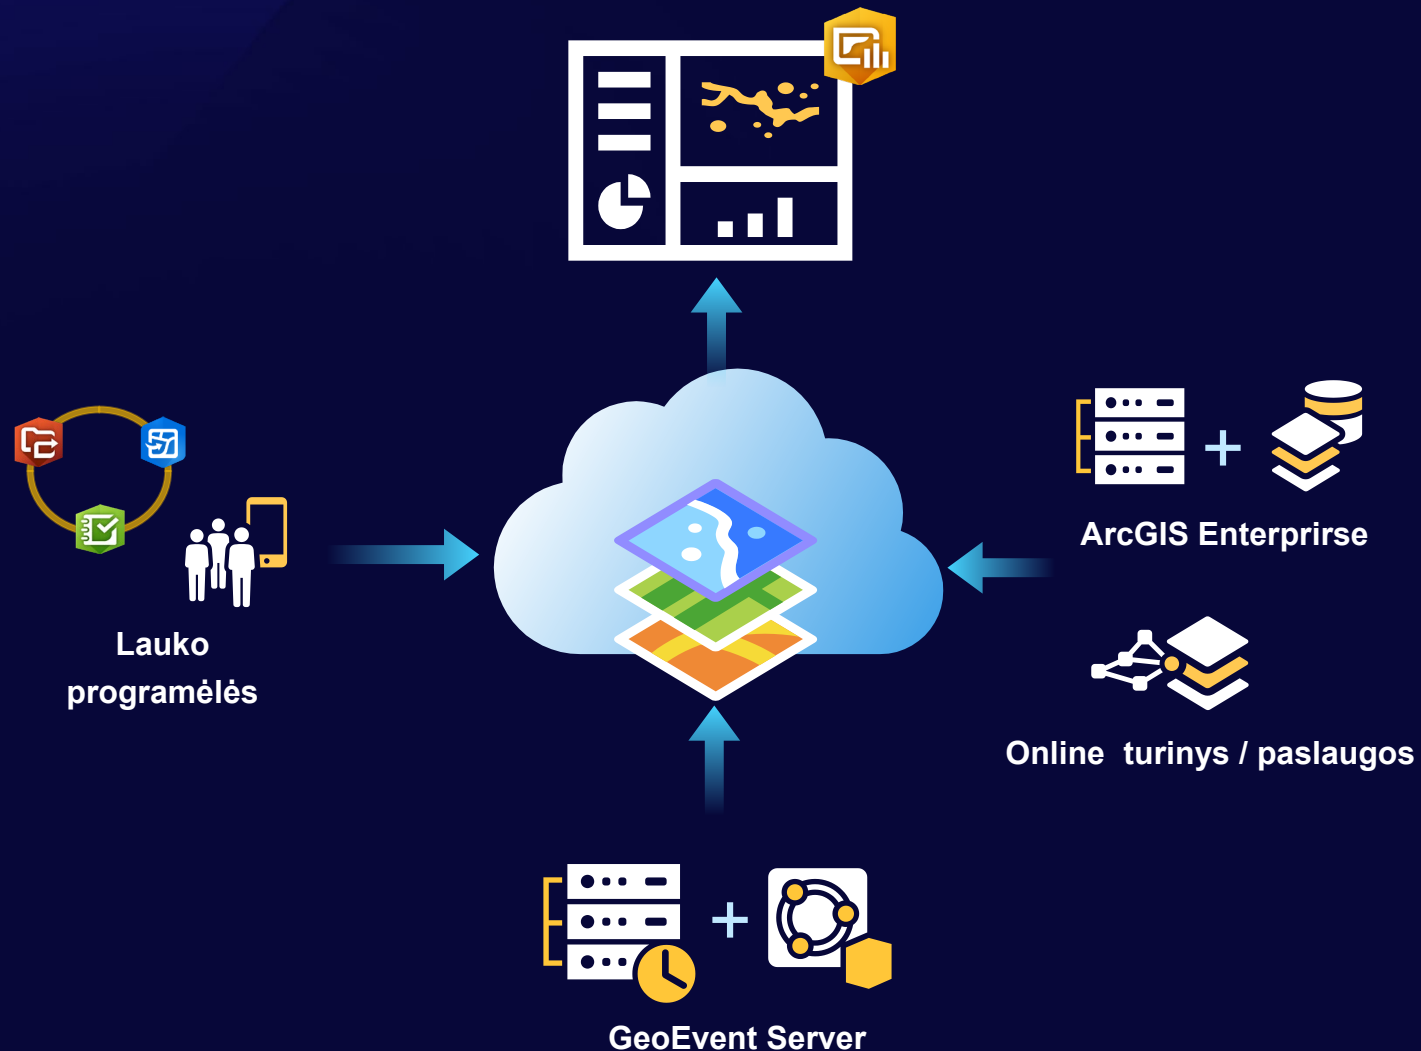 ArcGIS Enterprirse
Lauko
programėlės
Online turinys / paslaugos
GeoEvent Server